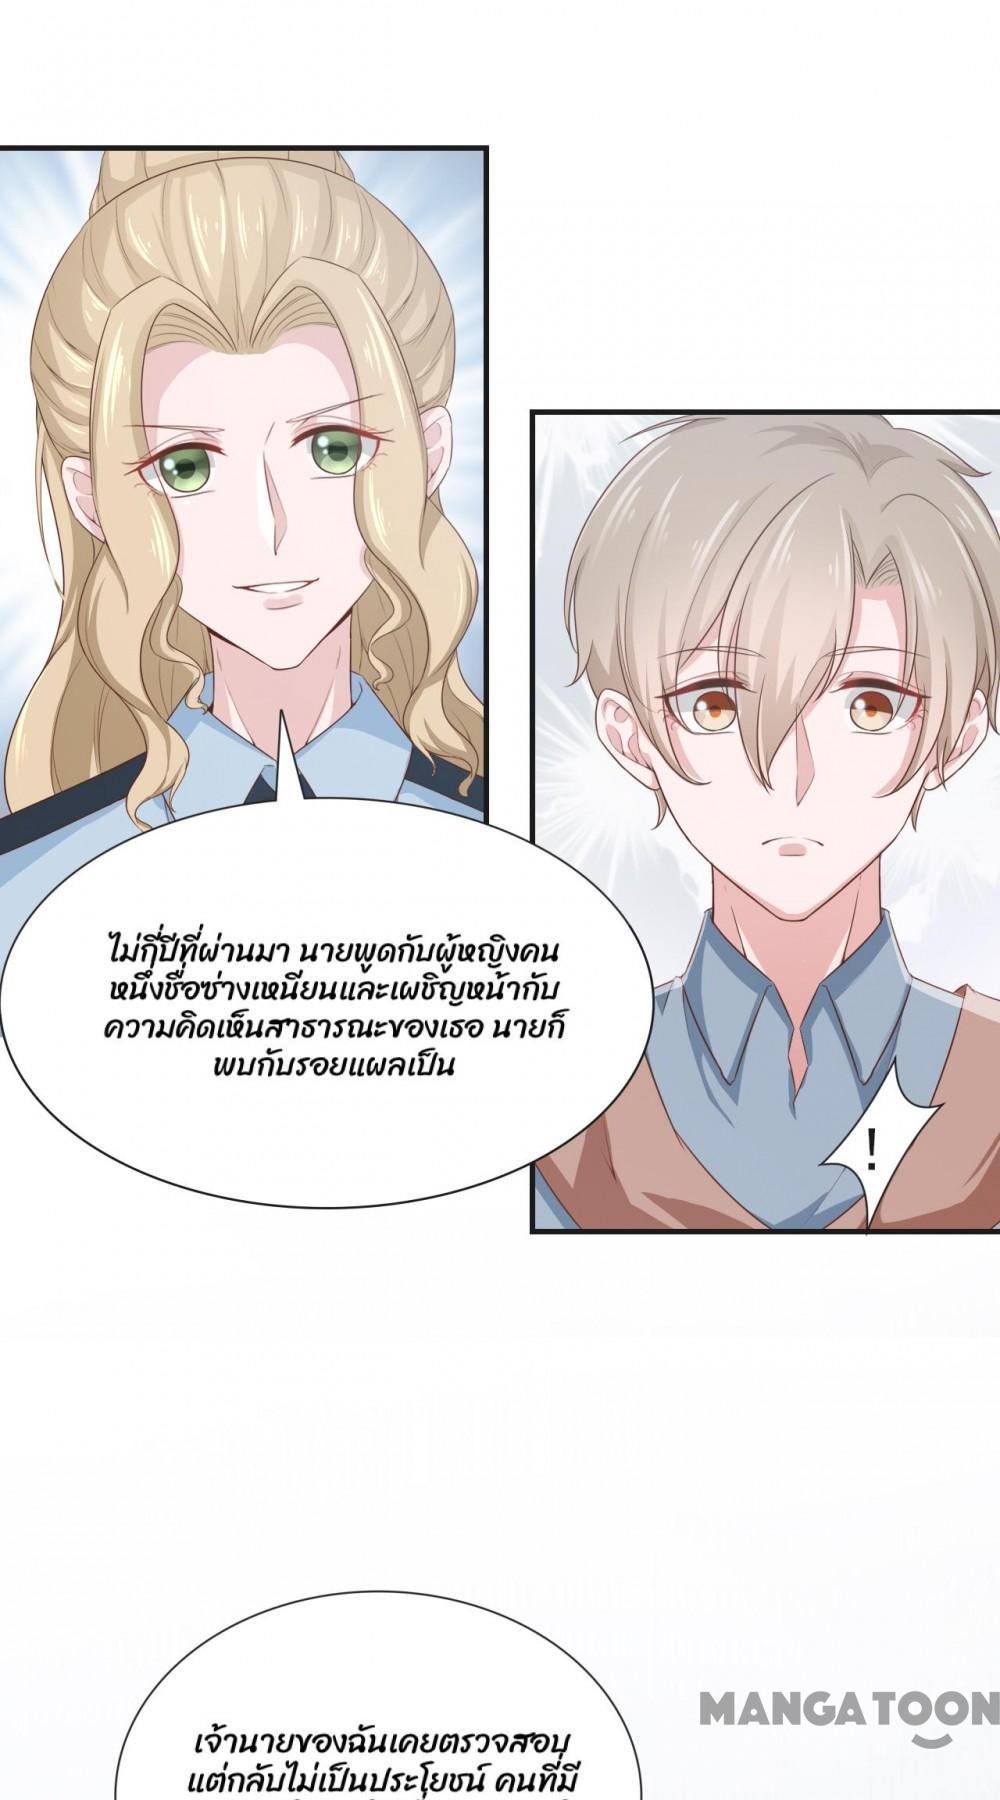 ไม่กี่ปีที่ผ่านมา นายพูดกับผู้หญิงคน
หนึ่งชื่อซ่างเหนียนและเผชิญหน้ากับ
ความคิดเห็นสาธารณะของเธอ นายก็
พบกับรอยแผลเป็น
!
MANGATOON
เจ้านายของฉันเคยตรวจสอบ
แต่กลับไม่เป็นประโยชน์ คนที่มี